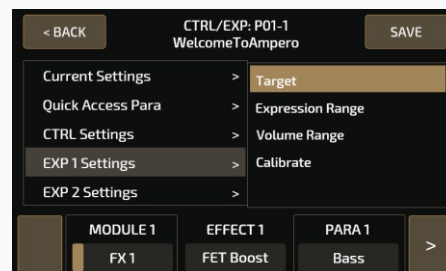 < BACK
CTRL/EXP: P01-1
WelcomeToAmpero
SAVE
Current Settings >
Quick Access Para >
CTRL Settings >
EXP 1 Settings >
EXP 2 Settings >
Target
Expression Range
Volume Range
Calibrate
MODULE 1 EFFECT 1 PARA 1
FX 1 FET Boost Bass >